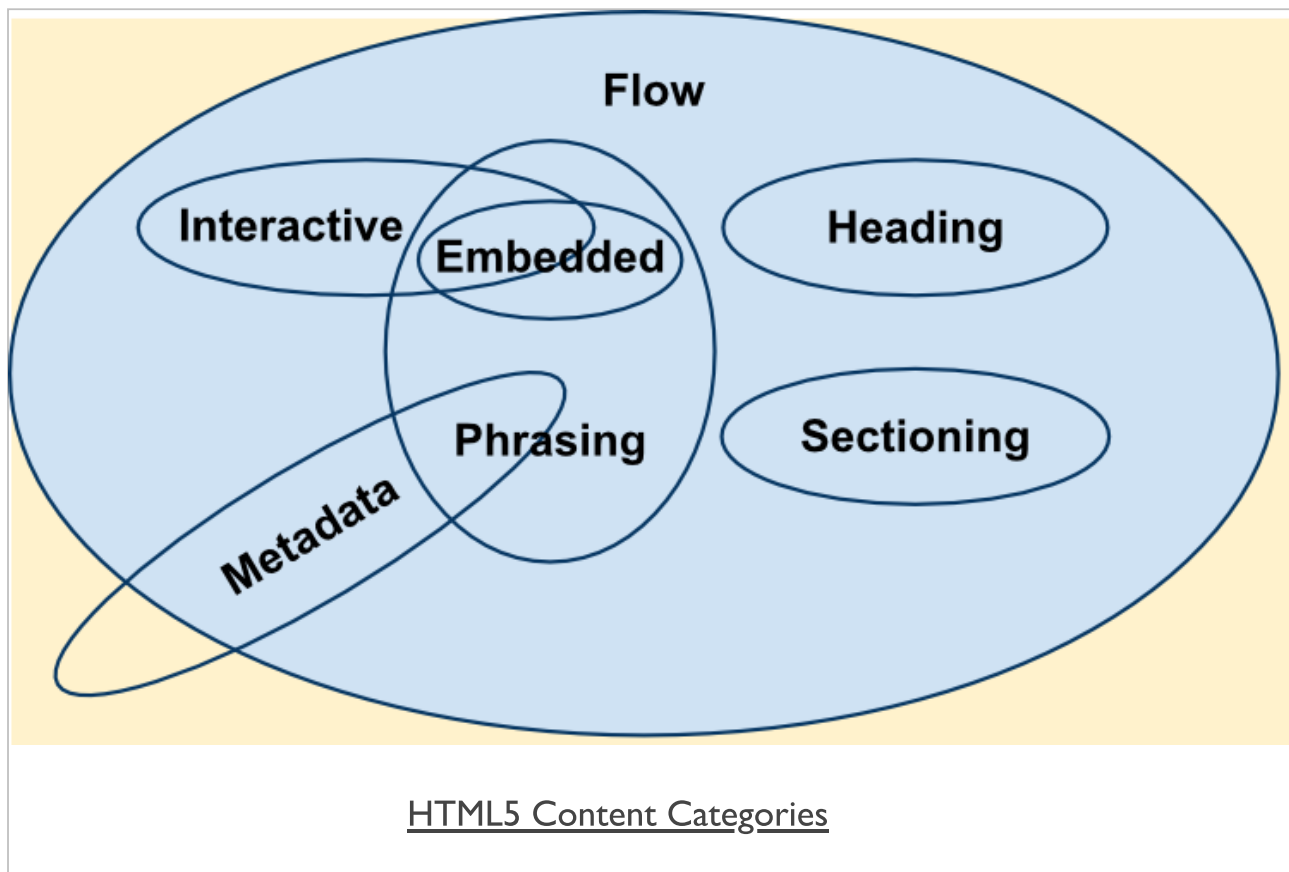 Flow
Interactive
Heading
Embedded
Phrasing
Sectioning
Metadata
HTML5 Content Categories